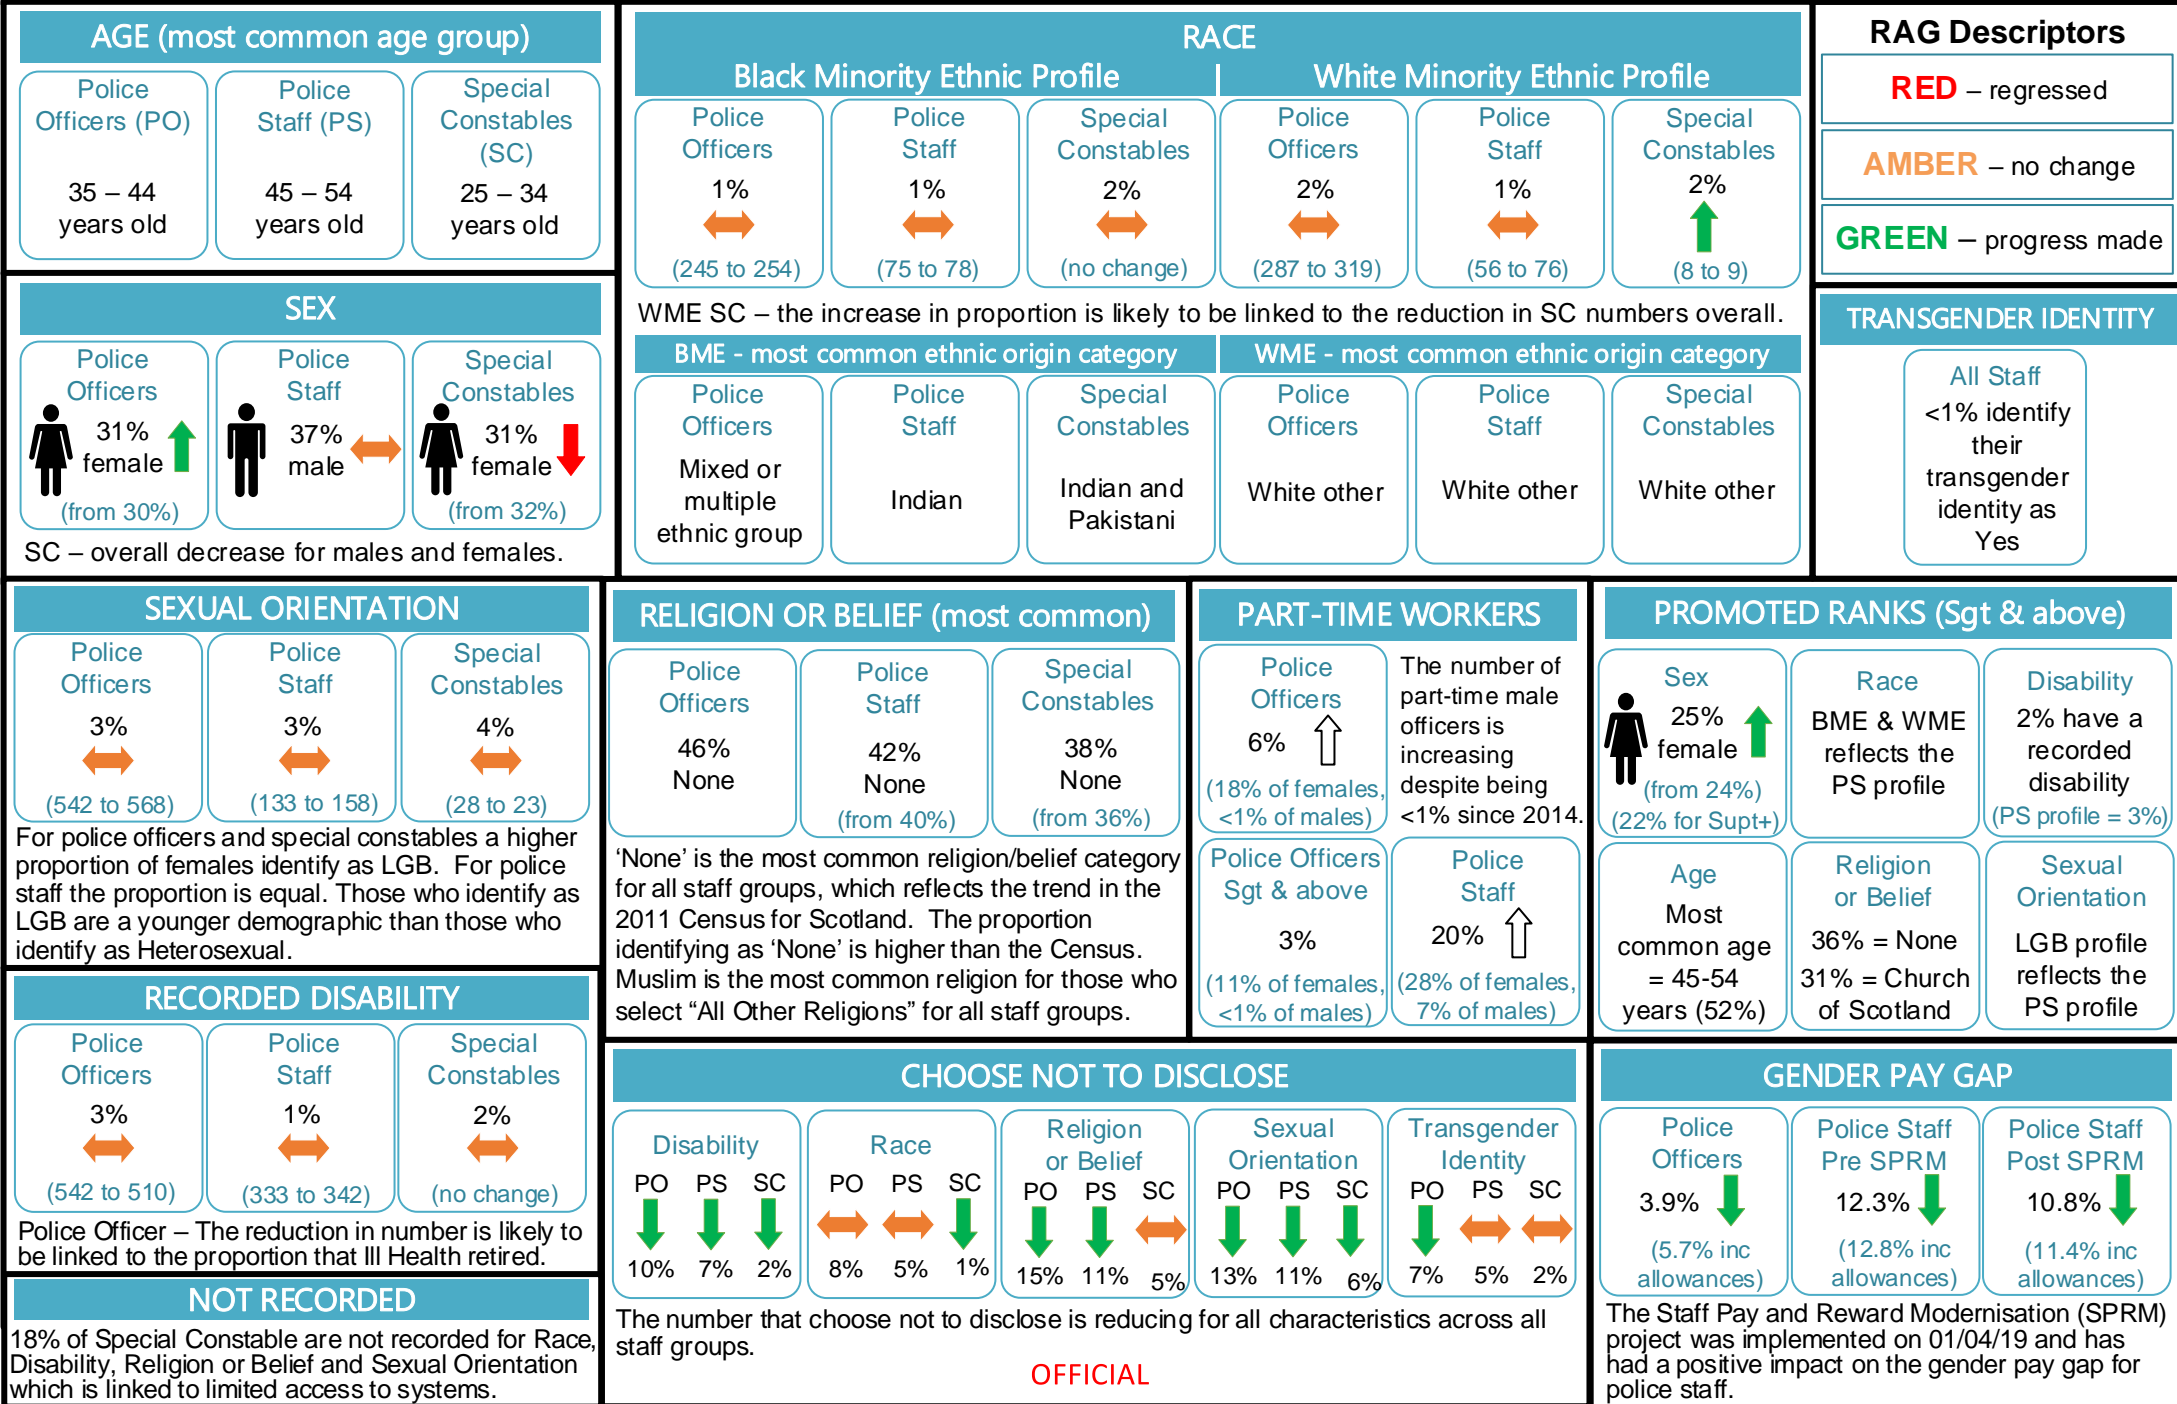 AGE (most common age group)
Police
Officers (PO)
35 – 44
years old
Police
Staff (PS)
45 – 54
years old
Special
Constables
(SC)
25 – 34
years old
SEX
Police
Officers
31%
female
(from 30%)
Police
Staff
37%
male
Special
Constables
31%
female
(from 32%)
SC – overall decrease for males and females.
RACE
Black Minority Ethnic Profile
White Minority Ethnic Profile
Police
Officers
1%
(245 to 254)
Police
Staff
1%
(75 to 78)
Special
Constables
2%
(no change)
Police
Officers
2%
(287 to 319)
Police
Staff
1%
(56 to 76)
Special
Constables
2%
(8 to 9)
WME SC – the increase in proportion is likely to be linked to the reduction in SC numbers overall.
BME - most common ethnic origin category
WME - most common ethnic origin category
Police
Officers
Mixed or
multiple
ethnic group
Police
Staff
Indian
Special
Constables
Indian and
Pakistani
Police
Officers
White other
Police
Staff
White other
Special
Constables
White other
RAG Descriptors
RED – regressed
AMBER – no change
GREEN – progress made
TRANSGENDER IDENTITY
All Staff
<1% identify
their
transgender
identity as
Yes
SEXUAL ORIENTATION
Police
Officers
3%
(542 to 568)
Police
Staff
3%
(133 to 158)
Special
Constables
4%
(28 to 23)
For police officers and special constables a higher
proportion of females identify as LGB. For police
staff the proportion is equal. Those who identify as
LGB are a younger demographic than those who
identify as Heterosexual.
RECORDED DISABILITY
Police
Officers
3%
(542 to 510)
Police
Staff
1%
(333 to 342)
Special
Constables
2%
(no change)
Police Officer – The reduction in number is likely to
be linked to the proportion that Ill Health retired.
NOT RECORDED
18% of Special Constable are not recorded for Race,
Disability, Religion or Belief and Sexual Orientation
which is linked to limited access to systems.
RELIGION OR BELIEF (most common)
Police
Officers
46%
None
Police
Staff
42%
None
(from 40%)
Special
Constables
38%
None
(from 36%)
‘None’ is the most common religion/belief category
for all staff groups, which reflects the trend in the
2011 Census for Scotland. The proportion
identifying as ‘None’ is higher than the Census.
Muslim is the most common religion for those who
select “All Other Religions” for all staff groups.
PART-TIME WORKERS
Police
Officers
6%
(18% of females,
<1% of males)
The number of
part-time male
officers is
increasing
despite being
<1% since 2014.
Police Officers
Sgt & above
3%
(11% of females,
<1% of males)
Police
Staff
20%
(28% of females,
7% of males)
PROMOTED RANKS (Sgt & above)
Sex
25%
female
(from 24%)
(22% for Supt+)
Race
BME & WME
reflects the
PS profile
Disability
2% have a
recorded
disability
(PS profile = 3%)
Age
Most
common age
= 45-54
years (52%)
Religion
or Belief
36% = None
31% = Church
of Scotland
Sexual
Orientation
LGB profile
reflects the
PS profile
CHOOSE NOT TO DISCLOSE
Disability
PO PS SC
10% 7% 2%
Race
PO PS SC
8% 5% 1%
Religion
or Belief
PO PS SC
15% 11% 5%
Sexual
Orientation
PO PS SC
13% 11% 6%
Transgender
Identity
PO PS SC
7% 5% 2%
The number that choose not to disclose is reducing for all characteristics across all
staff groups.
OFFICIAL
GENDER PAY GAP
Police
Officers
3.9%
(5.7% inc
allowances)
Police Staff
Pre SPRM
12.3%
(12.8% inc
allowances)
Police Staff
Post SPRM
10.8%
(11.4% inc
allowances)
The Staff Pay and Reward Modernisation (SPRM)
project was implemented on 01/04/19 and has
had a positive impact on the gender pay gap for
police staff.